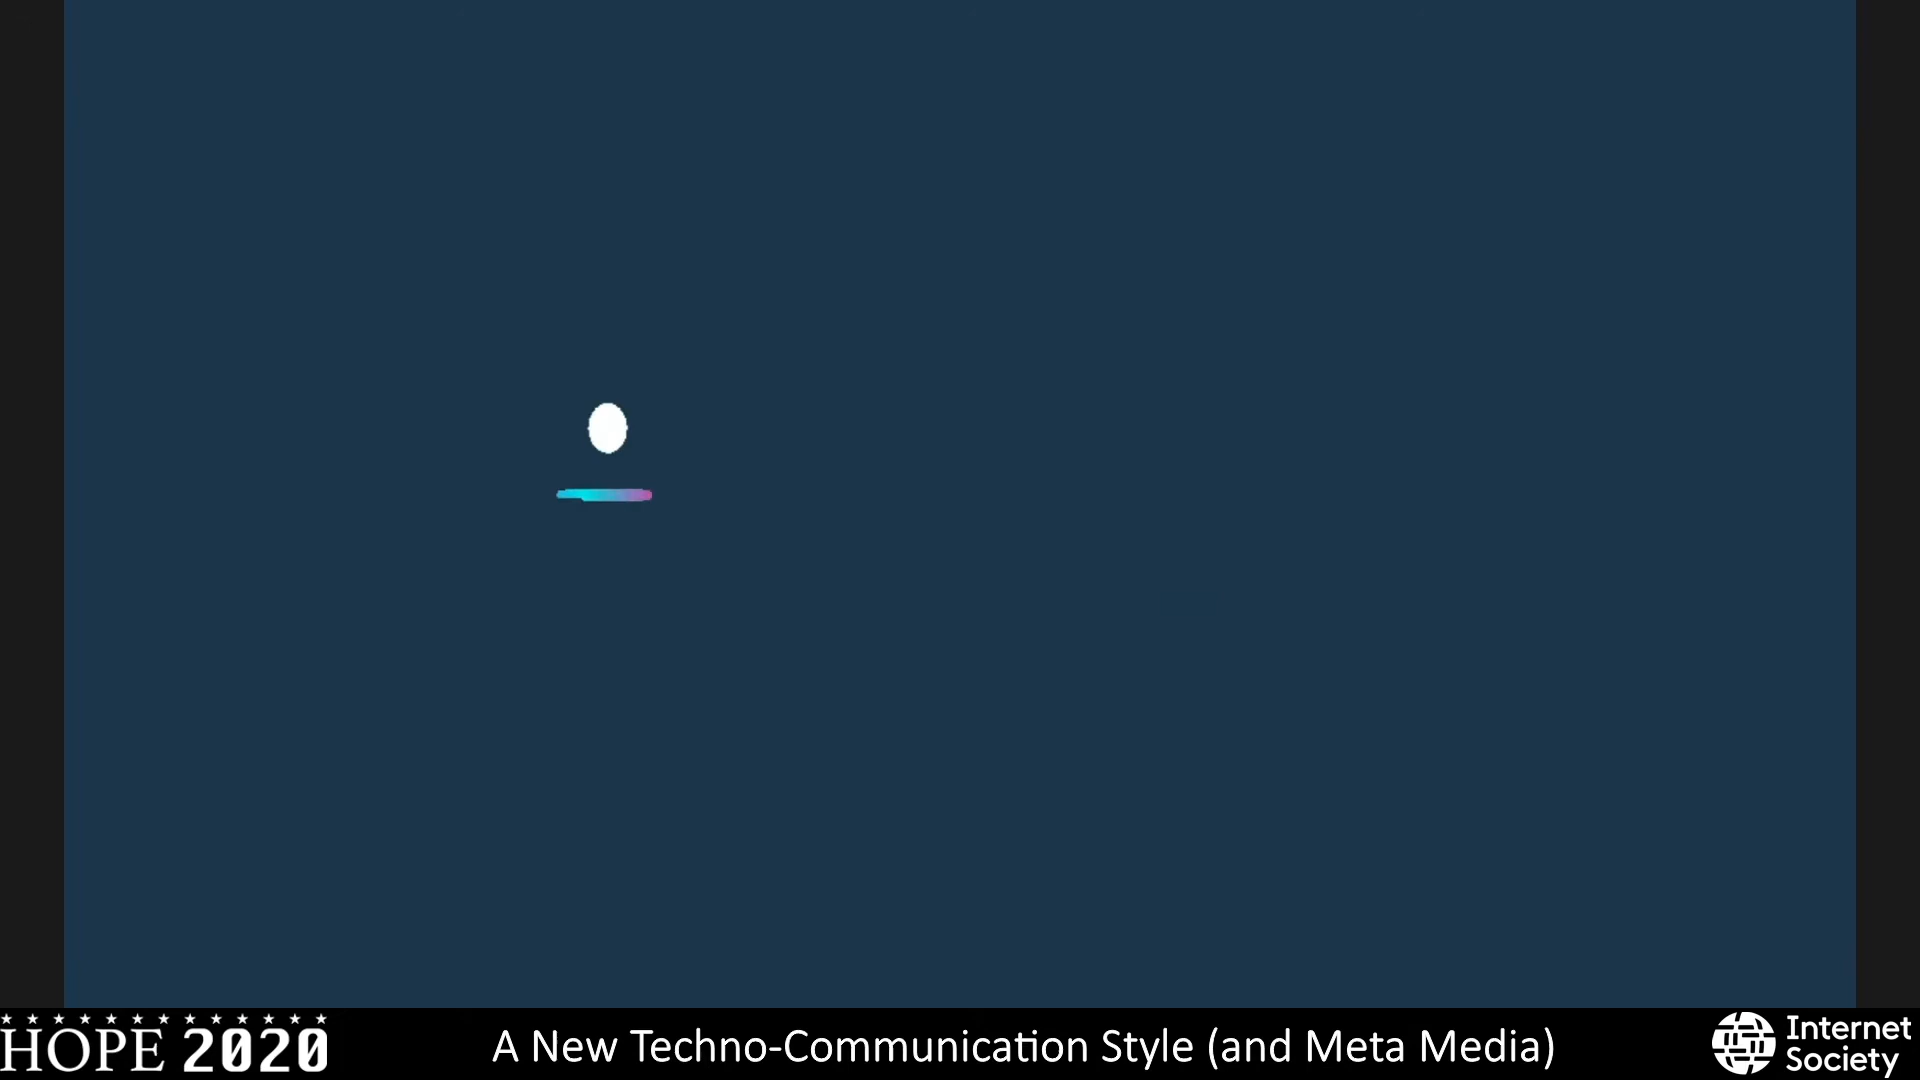 HOPE 2020
A New Techno-Communication Style (and Meta Media)
Internet
Society